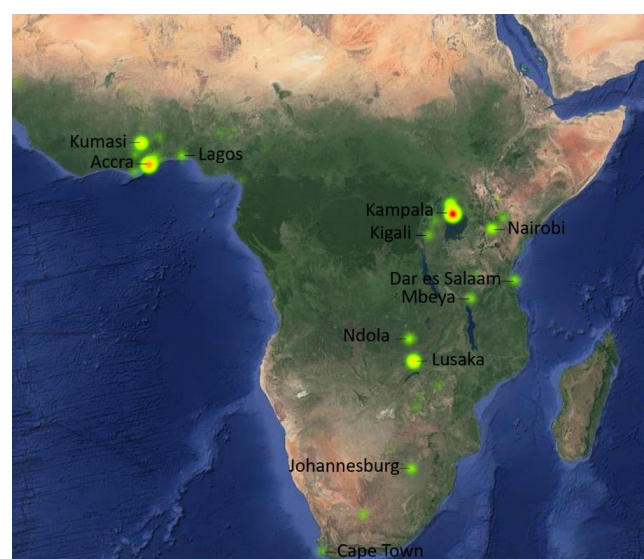 Kumasi
Accra
Lagos
Kampala
Kigali
Nairobi
Dar es Salaam
Mbeya
Ndola
Lusaka
Johannesburg
Cape Town